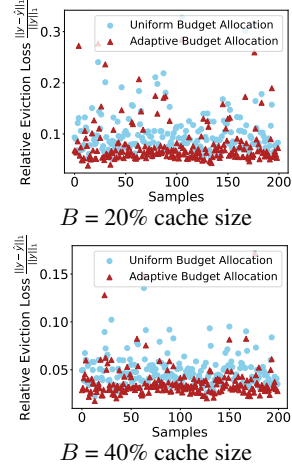 Relative Eviction Loss ||y−ŷ||₁ / ||y||₁
Uniform Budget Allocation
Adaptive Budget Allocation
0.3
0.2
0.1
0 50 100 150 200
Samples
B = 20% cache size
Relative Eviction Loss ||y−ŷ||₁ / ||y||₁
Uniform Budget Allocation
Adaptive Budget Allocation
0.15
0.10
0.05
0 50 100 150 200
Samples
B = 40% cache size